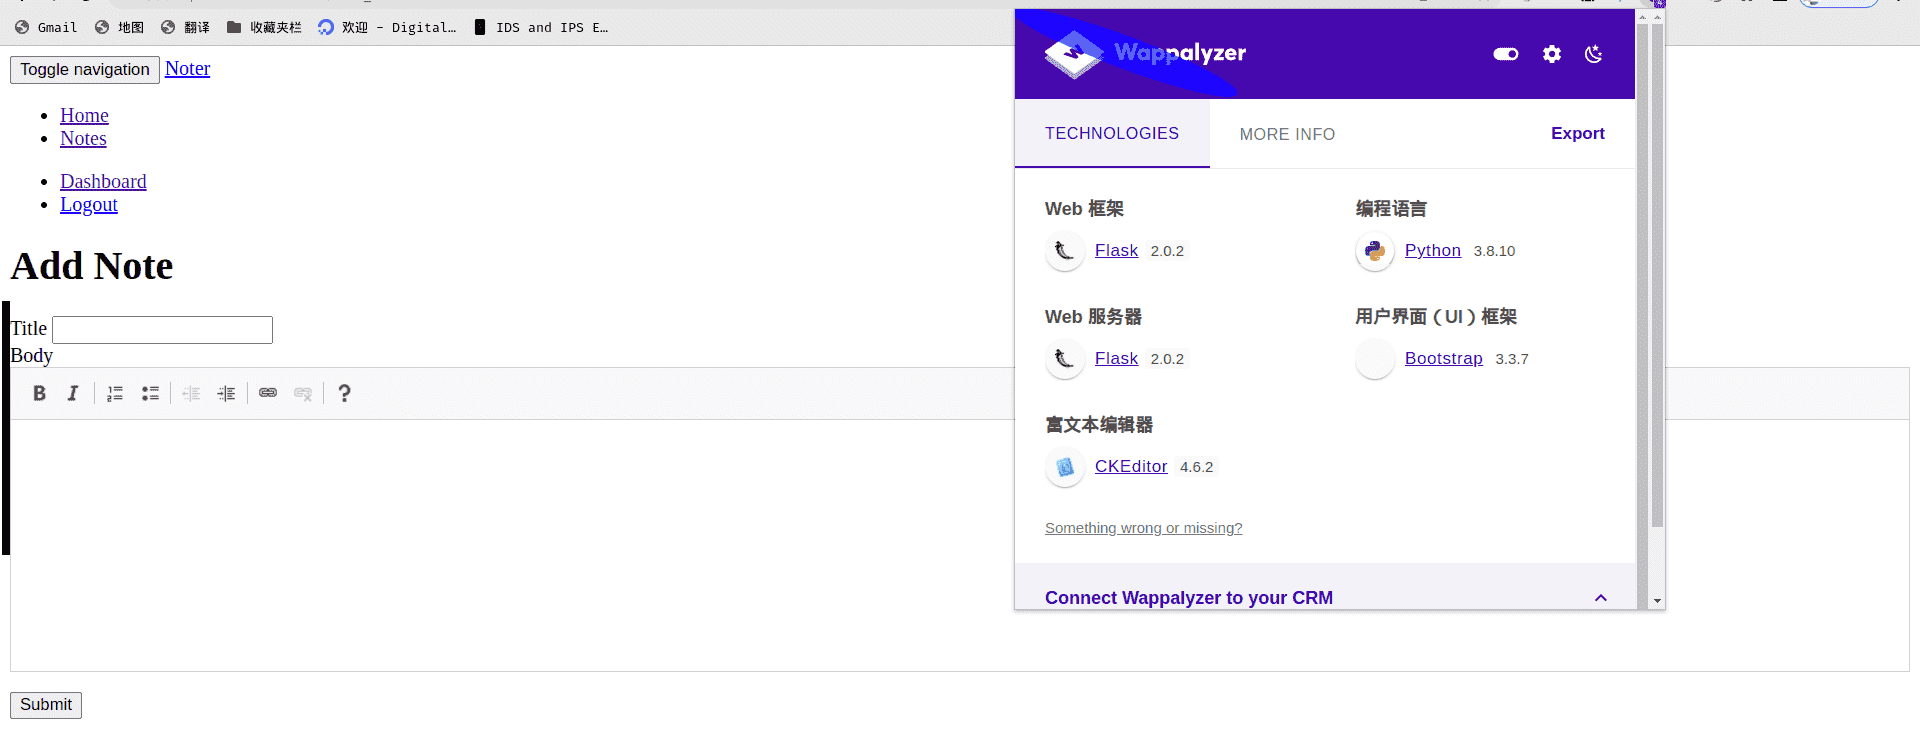 Gmail 地图 翻译 收藏夹栏 欢迎 - Digital… IDS and IPS E…
Toggle navigation Noter
Home
Notes
Dashboard
Logout
Add Note
Title
Body
Submit
Wappalyzer
TECHNOLOGIES MORE INFO Export
Web 框架 编程语言
Flask 2.0.2 Python 3.8.10
Web 服务器 用户界面（UI）框架
Flask 2.0.2 Bootstrap 3.3.7
富文本编辑器
CKEditor 4.6.2
Something wrong or missing?
Connect Wappalyzer to your CRM